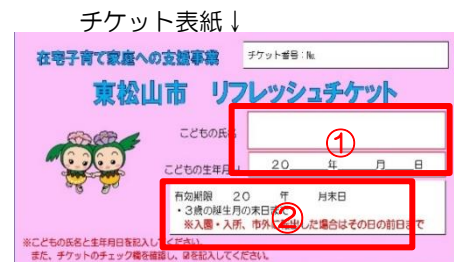 チケット表紙↓
在宅子育て家庭への支援事業
チケット番号:№
東松山市 リフレッシュチケット
こどもの氏名
①
こどもの生年月日
20 年 月 日
有効期限 20 年 月末日
・3歳の誕生月の末日まで
②
※入園・入所、市外に転出した場合はその日の前日まで
※こどもの氏名と生年月日を記入してください。
また、チケットのチェック欄を確認し、☑を記入してください。